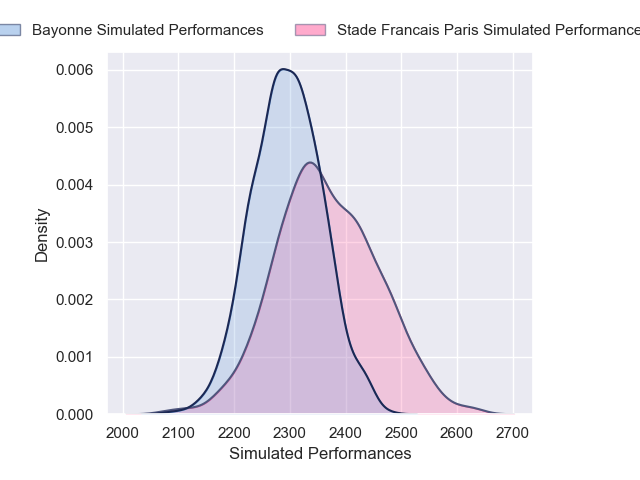 Bayonne Simulated Performances Stade Francais Paris Simulated Performance
0.006
0.005
0.004
0.003
0.002
0.001
0.000
Density
2000 2100 2200 2300 2400 2500 2600 2700
Simulated Performances